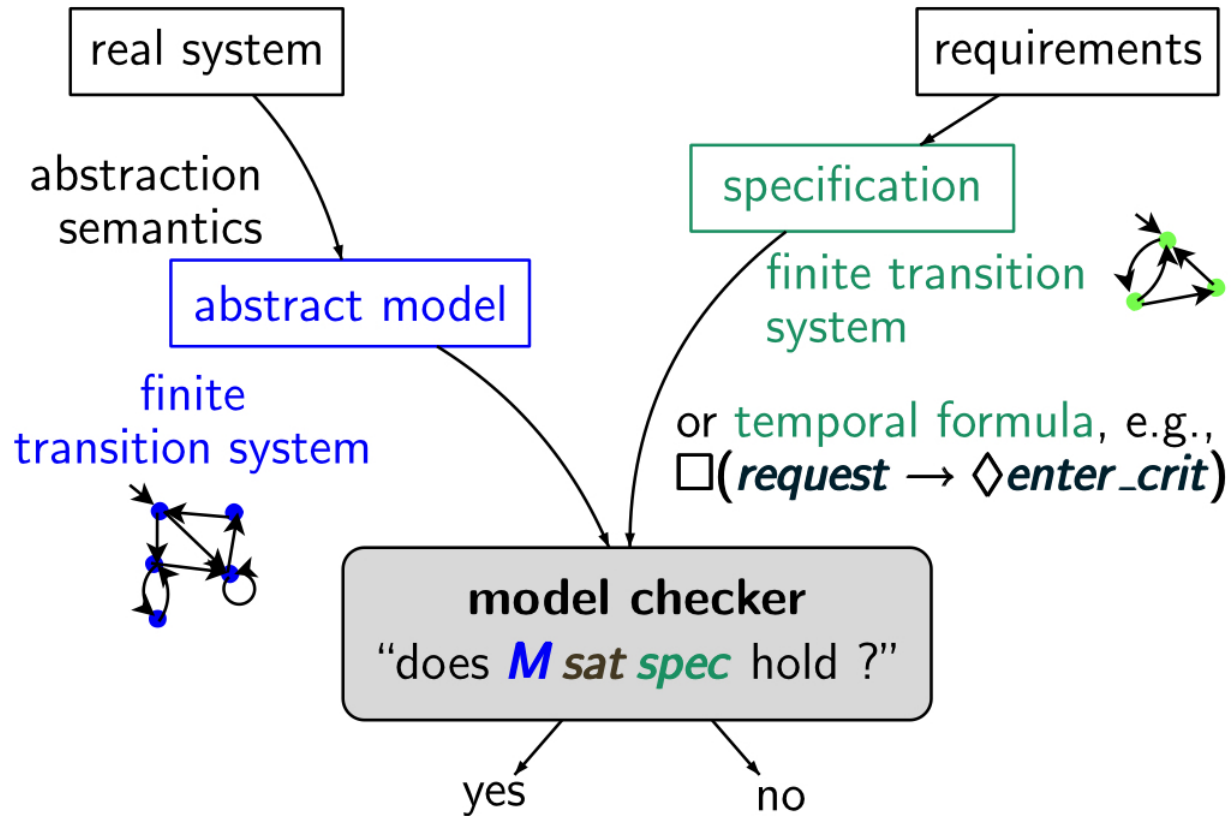 real system
requirements
abstraction
semantics
specification
abstract model
finite transition
system
finite
transition system
or temporal formula, e.g.,
□(request → ◊enter_crit)
model checker
“does M sat spec hold ?”
yes
no